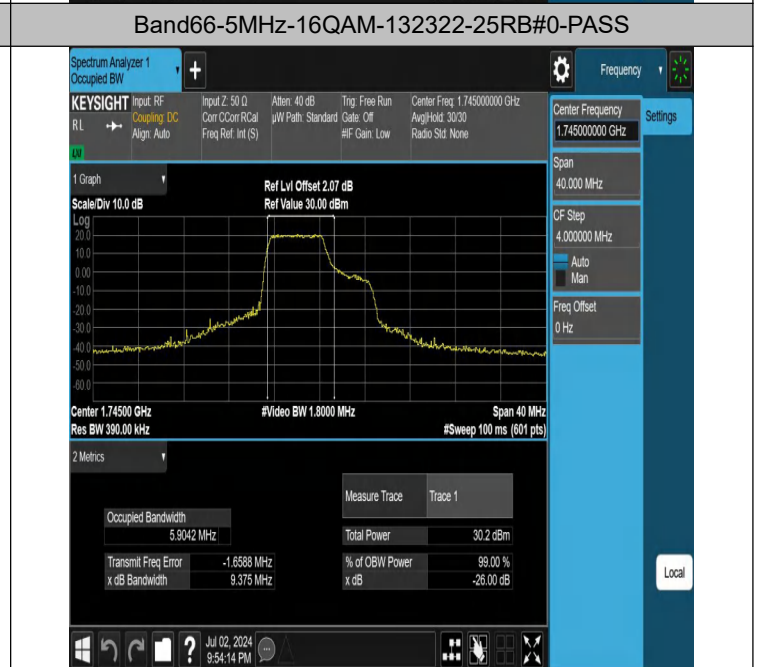 Band66-5MHz-16QAM-132322-25RB#0-PASS
Spectrum Analyzer 1
Occupied BW
+
Frequency
KEYSIGHT
RL
LXI
Input: RF
Coupling: DC
Align: Auto
Input Z: 50 Ω
Corr CCorr RCal
Freq Ref: Int (S)
Atten: 40 dB
µW Path: Standard
Trig: Free Run
Gate: Off
#IF Gain: Low
Center Freq: 1.745000000 GHz
Avg|Hold: 30/30
Radio Std: None
Center Frequency
1.745000000 GHz
Settings
Span
40.000 MHz
CF Step
4.000000 MHz
Auto
Man
Freq Offset
0 Hz
1 Graph
Scale/Div 10.0 dB
Ref Lvl Offset 2.07 dB
Ref Value 30.00 dBm
Log
20.0
10.0
0.00
-10.0
-20.0
-30.0
-40.0
-50.0
-60.0
Center 1.74500 GHz
#Video BW 1.8000 MHz
Span 40 MHz
Res BW 390.00 kHz
#Sweep 100 ms (601 pts)
2 Metrics
Measure Trace Trace 1
Occupied Bandwidth
5.9042 MHz
Total Power 30.2 dBm
Transmit Freq Error -1.6588 MHz
% of OBW Power 99.00 %
x dB Bandwidth 9.375 MHz
x dB -26.00 dB
Local
?
Jul 02, 2024
9:54:14 PM